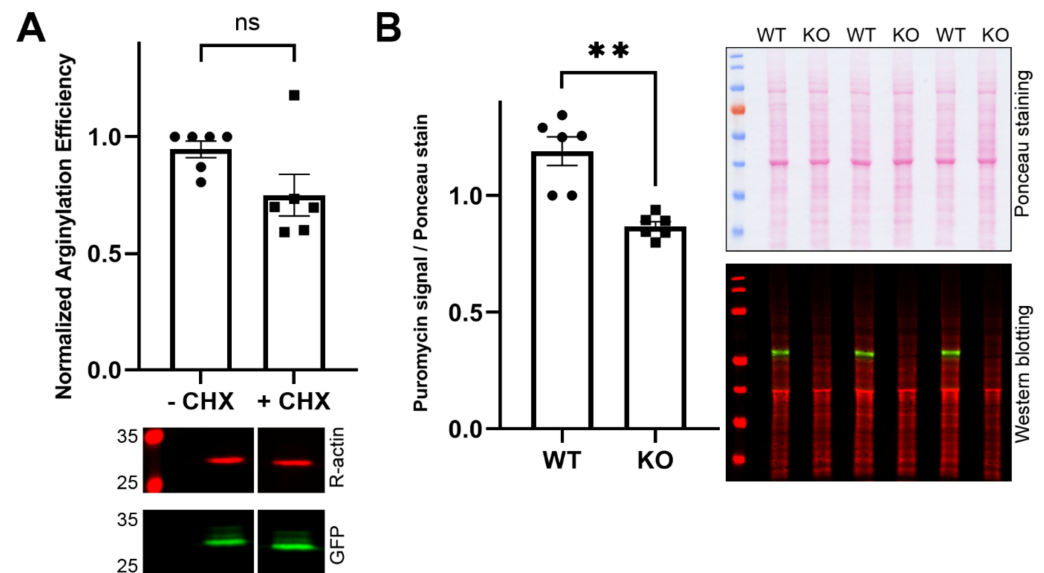 A
ns
Normalized Arginylation Efficiency
1.0
0.5
0.0
- CHX
+ CHX
35
25
R-actin
35
25
GFP
B
**
Puromycin signal / Ponceau stain
1.0
0.5
0.0
WT
KO
WT KO WT KO WT KO
Ponceau staining
Western blotting